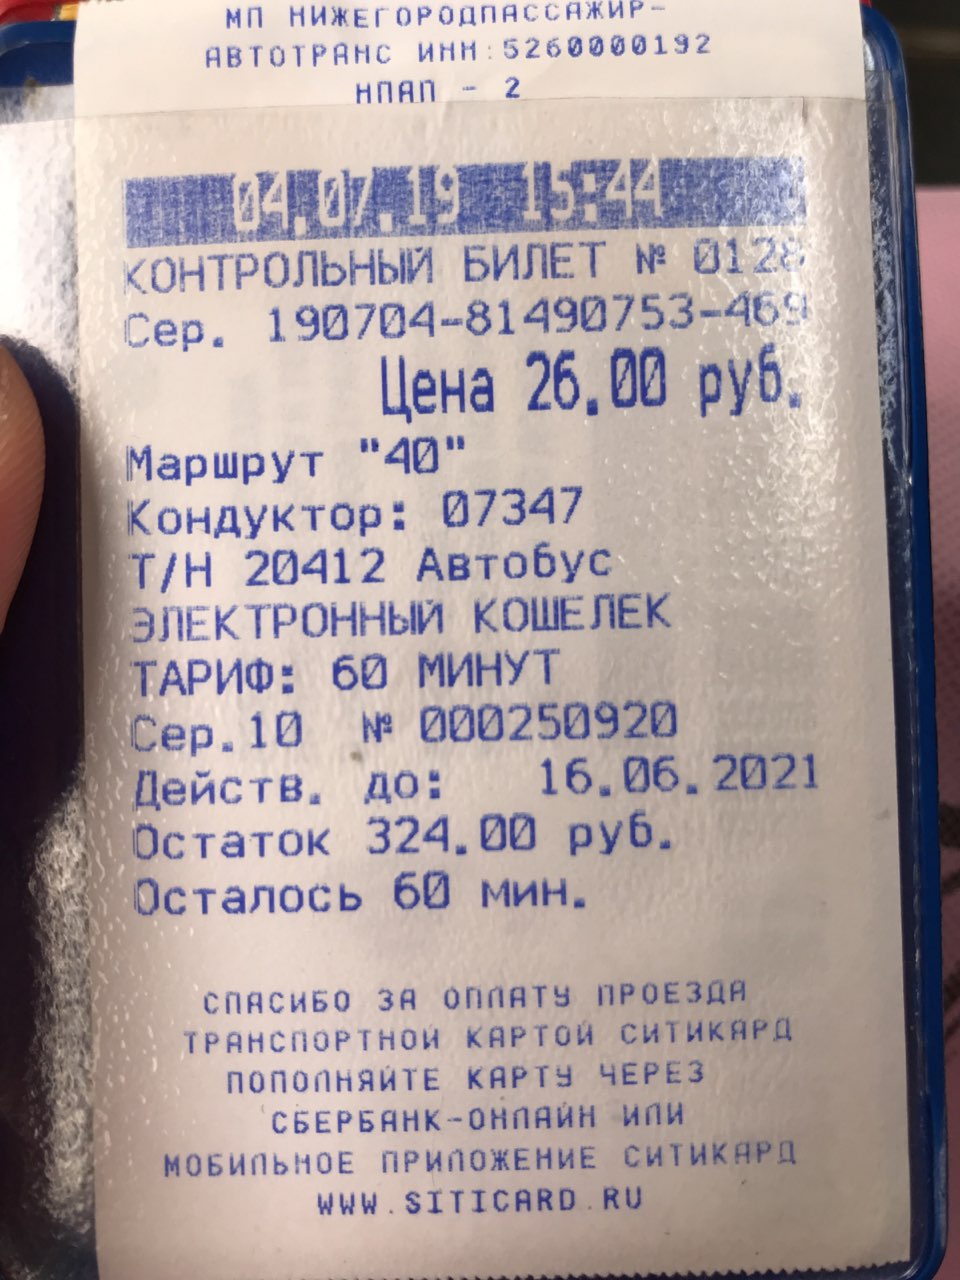 МП НИЖЕГОРОДПАССАЖИР-
АВТОТРАНС ИНН:5260000192
НПАП - 2
04.07.19 15:44
КОНТРОЛЬНЫЙ БИЛЕТ № 0128
Сер. 190704-81490753-469
Цена 26.00 руб.
Маршрут "40"
Кондуктор: 07347
Т/Н 20412 Автобус
ЭЛЕКТРОННЫЙ КОШЕЛЕК
ТАРИФ: 60 МИНУТ
Сер.10 № 000250920
Действ. до: 16.06.2021
Остаток 324.00 руб.
Осталось 60 мин.
СПАСИБО ЗА ОПЛАТУ ПРОЕЗДА
ТРАНСПОРТНОЙ КАРТОЙ СИТИКАРД
ПОПОЛНЯЙТЕ КАРТУ ЧЕРЕЗ
СБЕРБАНК-ОНЛАЙН ИЛИ
МОБИЛЬНОЕ ПРИЛОЖЕНИЕ СИТИКАРД
WWW.SITICARD.RU